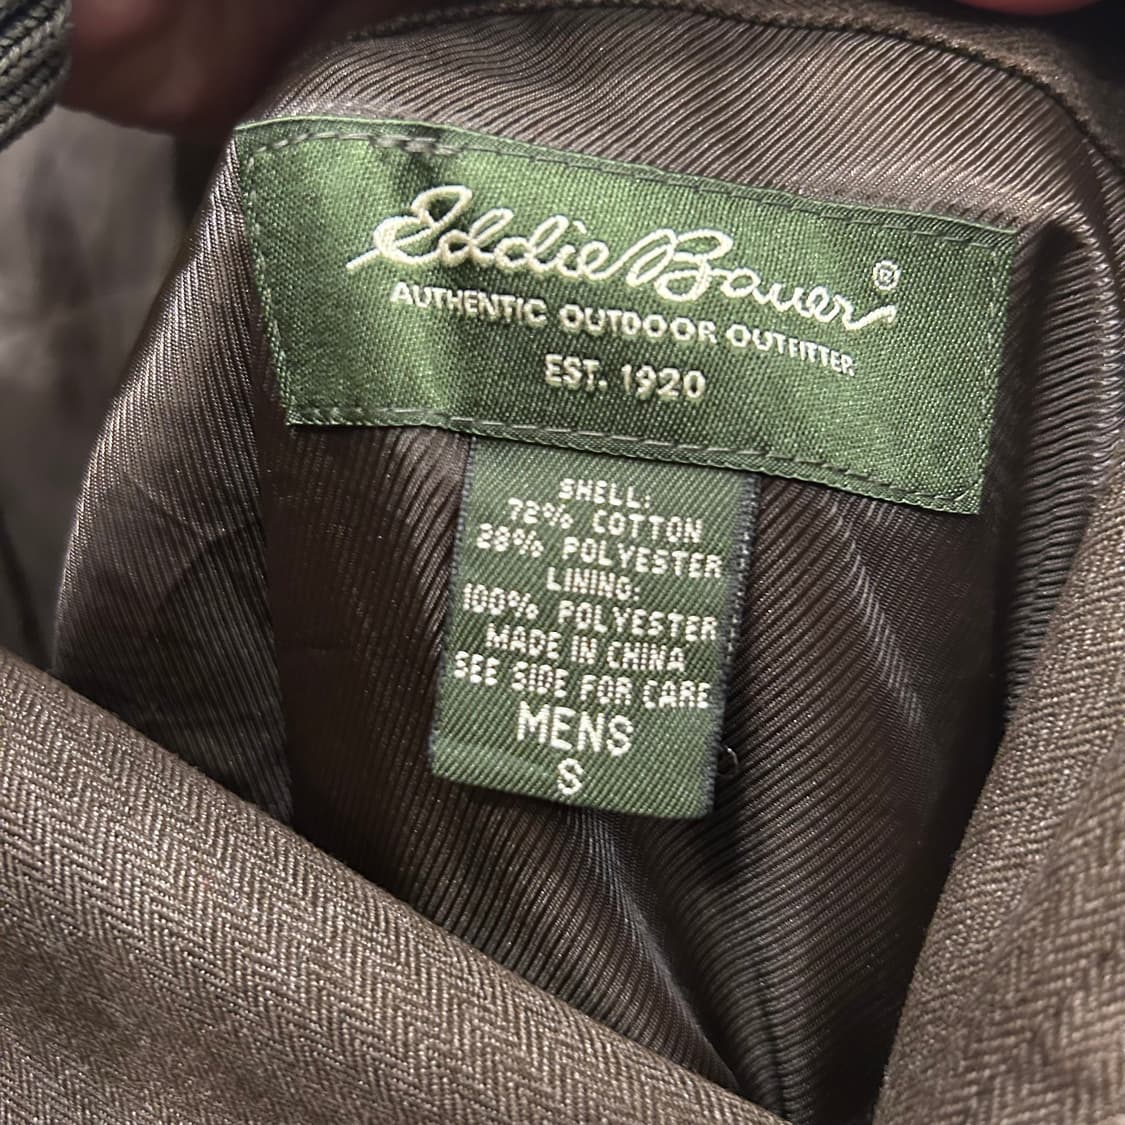 Eddie Bauer®
AUTHENTIC OUTDOOR OUTFITTER
EST. 1920
SHELL:
72% COTTON
28% POLYESTER
LINING:
100% POLYESTER
MADE IN CHINA
SEE SIDE FOR CARE
MENS
S